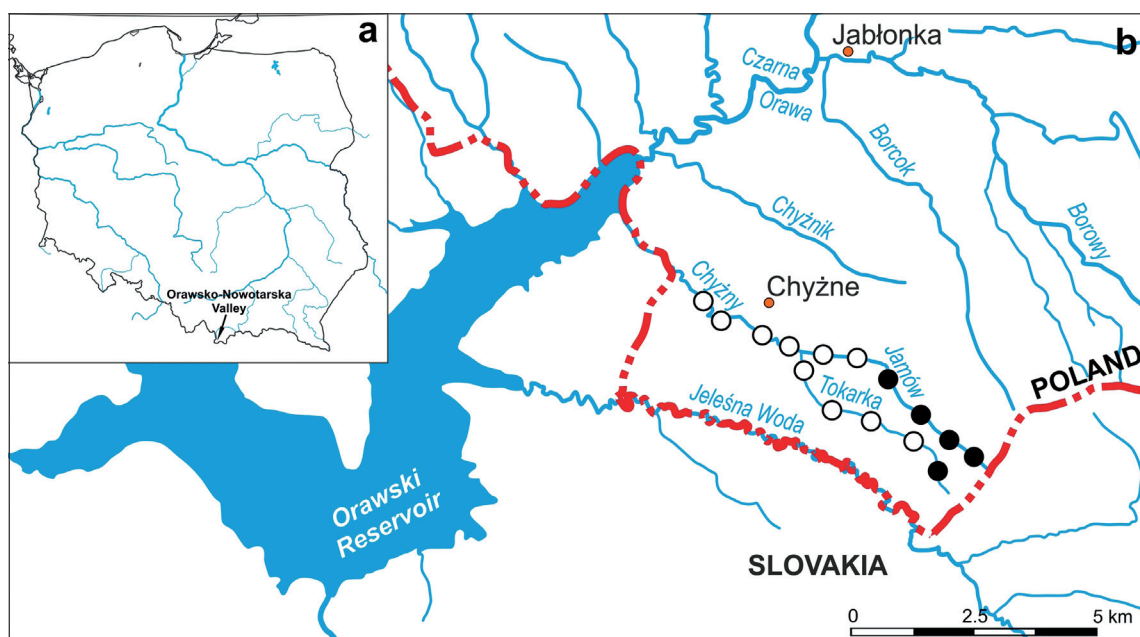 a
Orawsko-Nowotarska
Valley
b
Jabłonka
Czarna
Orawa
Borcok
Borowy
Chyżnik
Chyżny
Chyżne
Jamów
Tokarka
POLAND
Jeleśna Woda
Orawski
Reservoir
SLOVAKIA
0 2.5 5 km